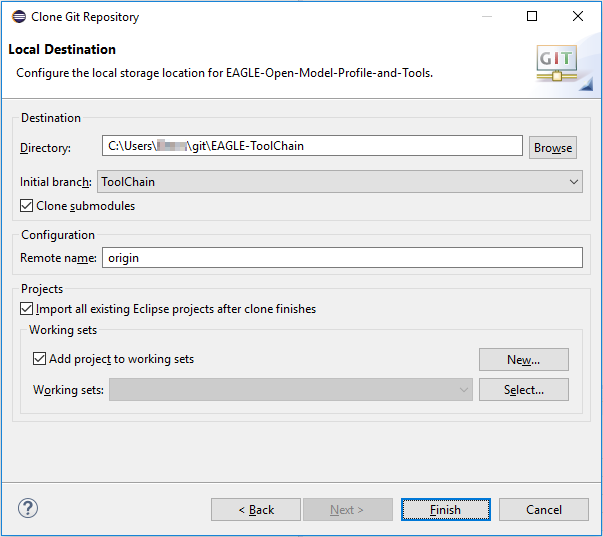 Clone Git Repository
Local Destination
Configure the local storage location for EAGLE-Open-Model-Profile-and-Tools.
GIT
Destination
Directory: C:\Users\ \git\EAGLE-ToolChain Browse
Initial branch: ToolChain
Clone submodules
Configuration
Remote name: origin
Projects
Import all existing Eclipse projects after clone finishes
Working sets
Add project to working sets New...
Working sets: Select...
? < Back Next > Finish Cancel